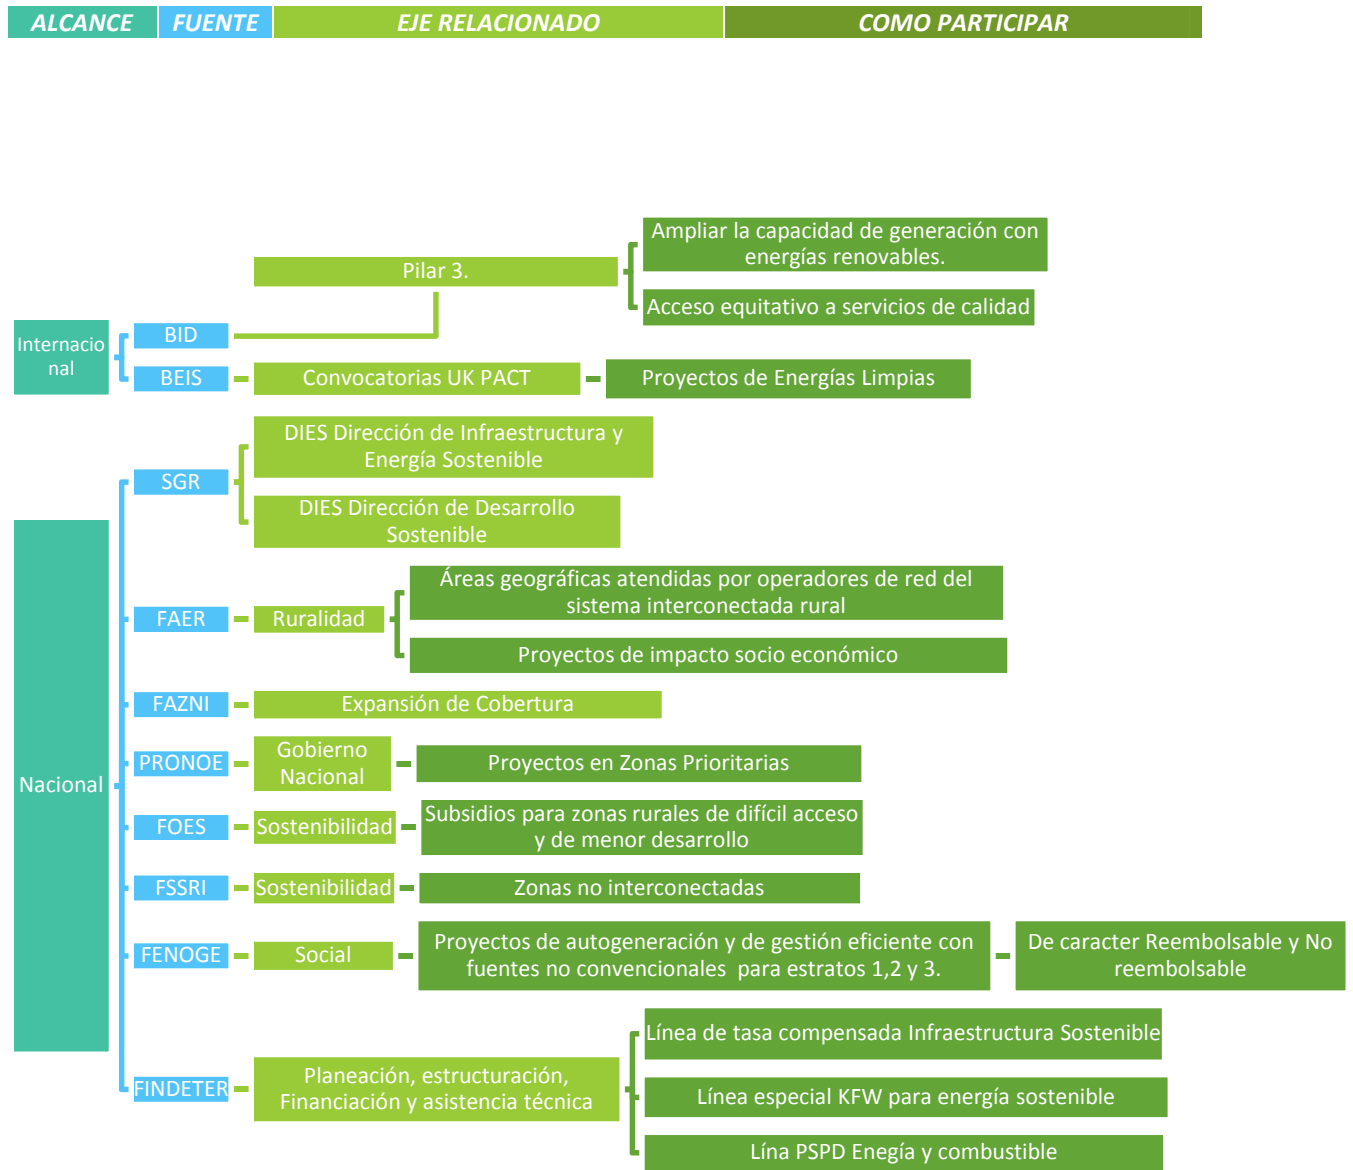 ALCANCE FUENTE EJE RELACIONADO COMO PARTICIPAR
Ampliar la capacidad de generación con
energías renovables.
Pilar 3.
Acceso equitativo a servicios de calidad
Internacio
nal
BID
BEIS
Convocatorias UK PACT
Proyectos de Energías Limpias
DIES Dirección de Infraestructura y
Energía Sostenible
SGR
DIES Dirección de Desarrollo
Sostenible
Áreas geográficas atendidas por operadores de red del
sistema interconectada rural
FAER
Ruralidad
Proyectos de impacto socio económico
FAZNI
Expansión de Cobertura
Nacional
PRONOE
Gobierno
Nacional
Proyectos en Zonas Prioritarias
FOES
Sostenibilidad
Subsidios para zonas rurales de difícil acceso
y de menor desarrollo
FSSRI
Sostenibilidad
Zonas no interconectadas
FENOGE
Social
Proyectos de autogeneración y de gestión eficiente con
fuentes no convencionales para estratos 1,2 y 3.
De caracter Reembolsable y No
reembolsable
FINDETER
Planeación, estructuración,
Financiación y asistencia técnica
Línea de tasa compensada Infraestructura Sostenible
Línea especial KFW para energía sostenible
Lína PSPD Enegía y combustible